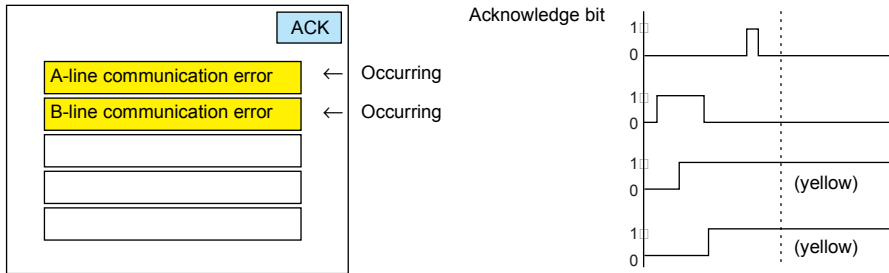 ACK
A-line communication error ← Occurring
B-line communication error ← Occurring
Acknowledge bit
1
0
1
0
1
0
(yellow)
1
0
(yellow)